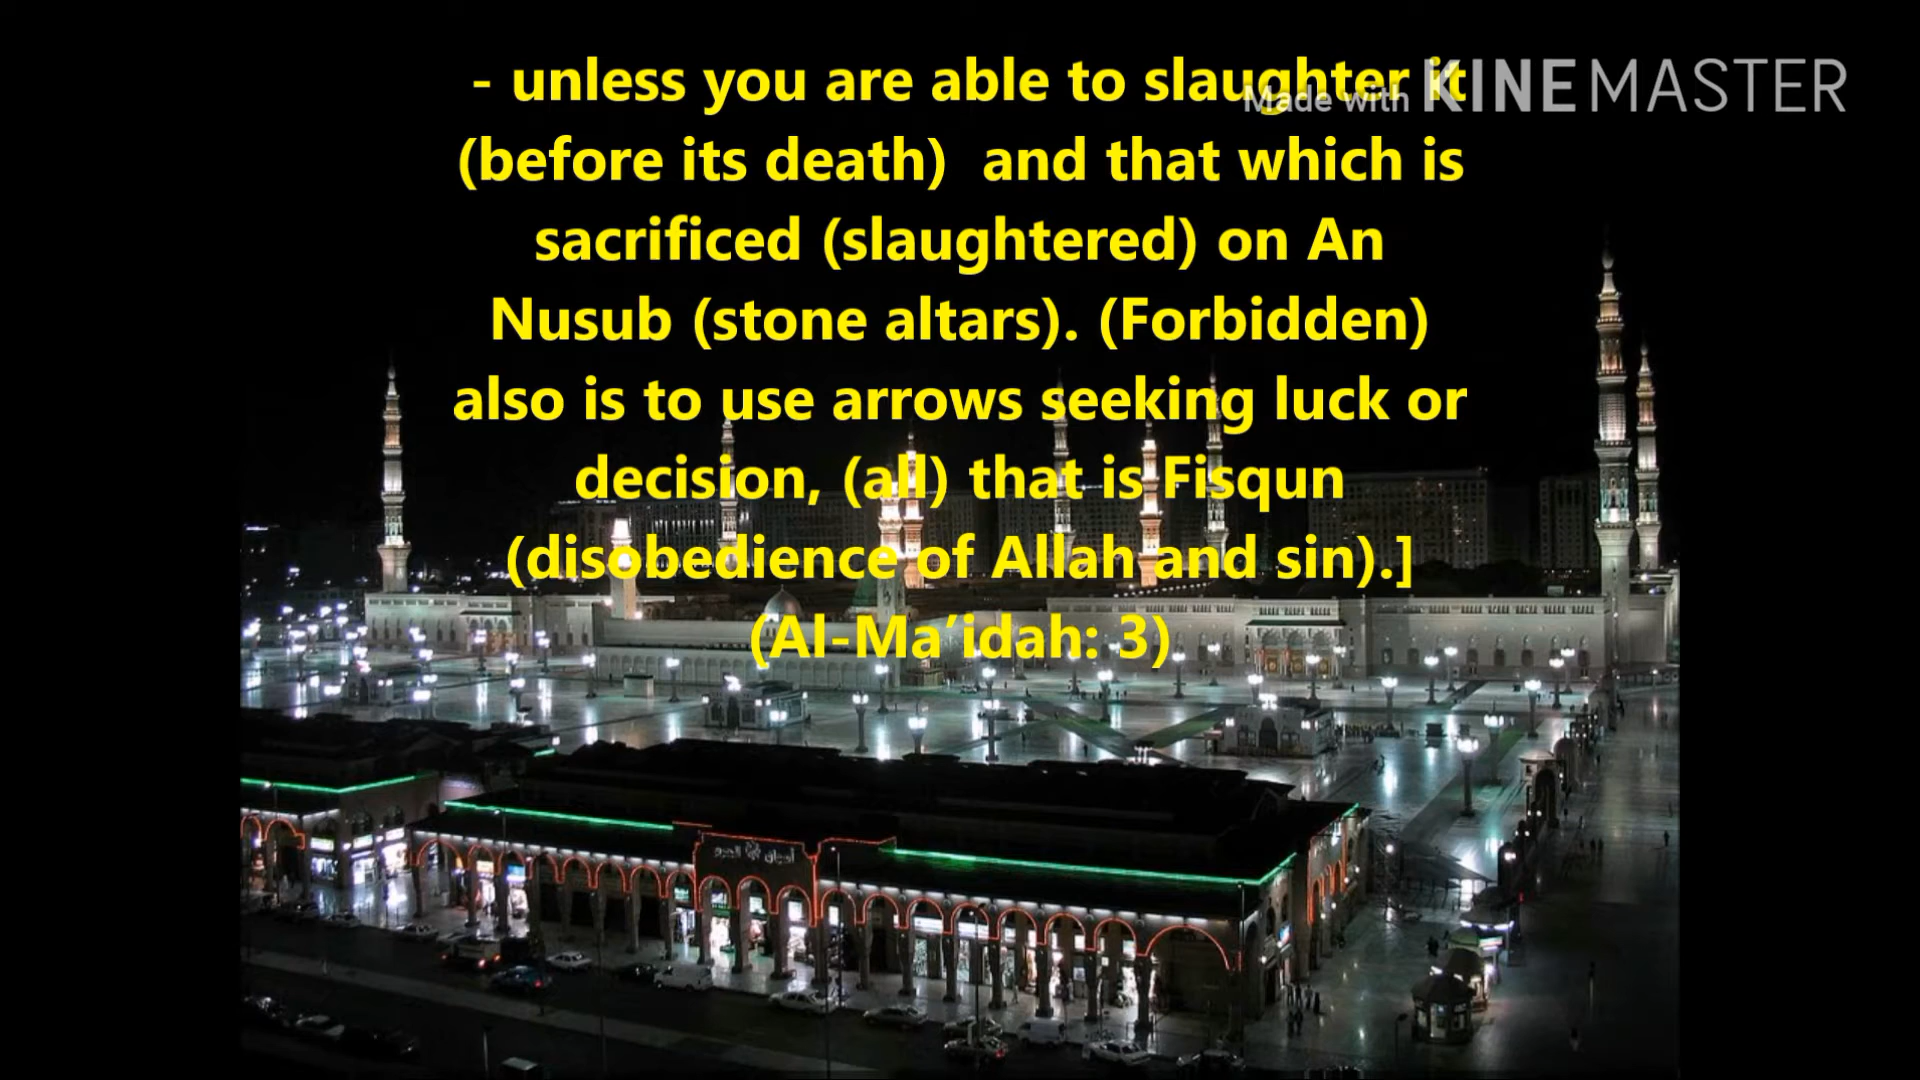 - unless you are able to slaughter it
Made with KINEMASTER
(before its death)  and that which is
sacrificed (slaughtered) on An
Nusub (stone altars). (Forbidden)
also is to use arrows seeking luck or
decision, (all) that is Fisqun
(disobedience of Allah and sin).]
(Al-Ma’idah: 3)